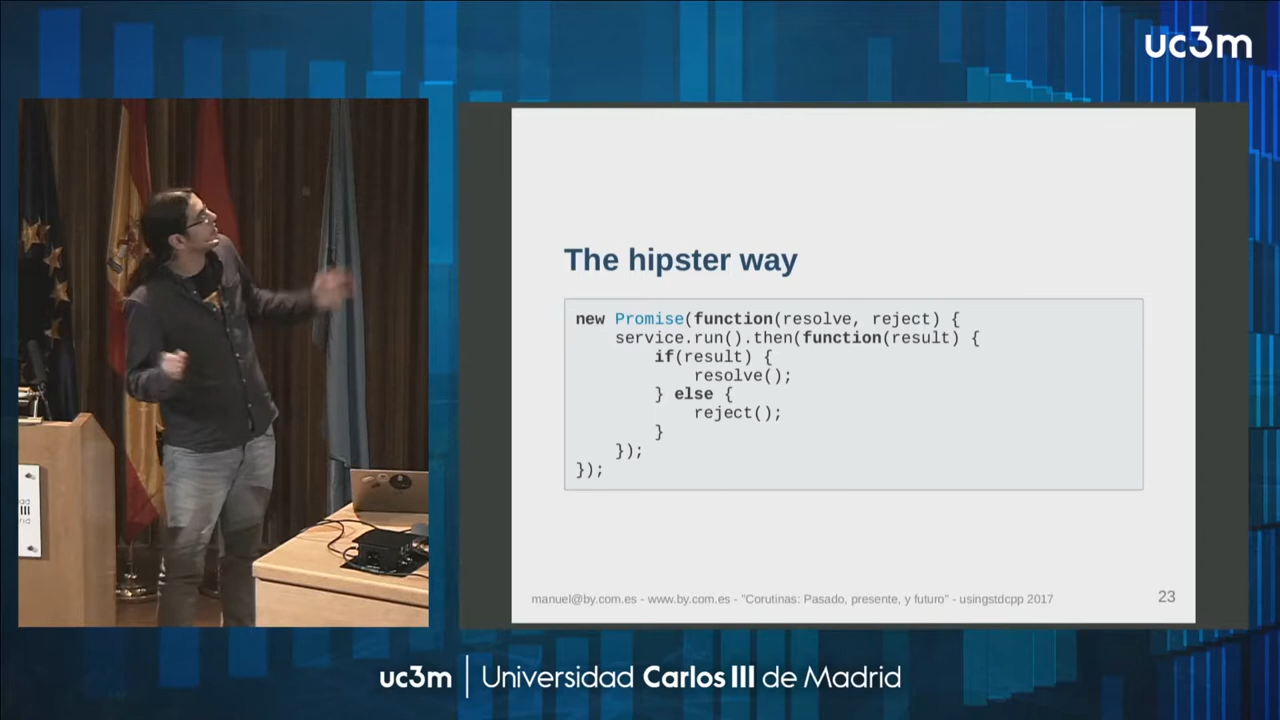 uc3m
The hipster way
new Promise(function(resolve, reject) {
    service.run().then(function(result) {
        if(result) {
            resolve();
        } else {
            reject();
        }
    });
});
manuel@by.com.es - www.by.com.es - "Corutinas: Pasado, presente, y futuro" - usingstdcpp 2017
23
III
uc3m | Universidad Carlos III de Madrid